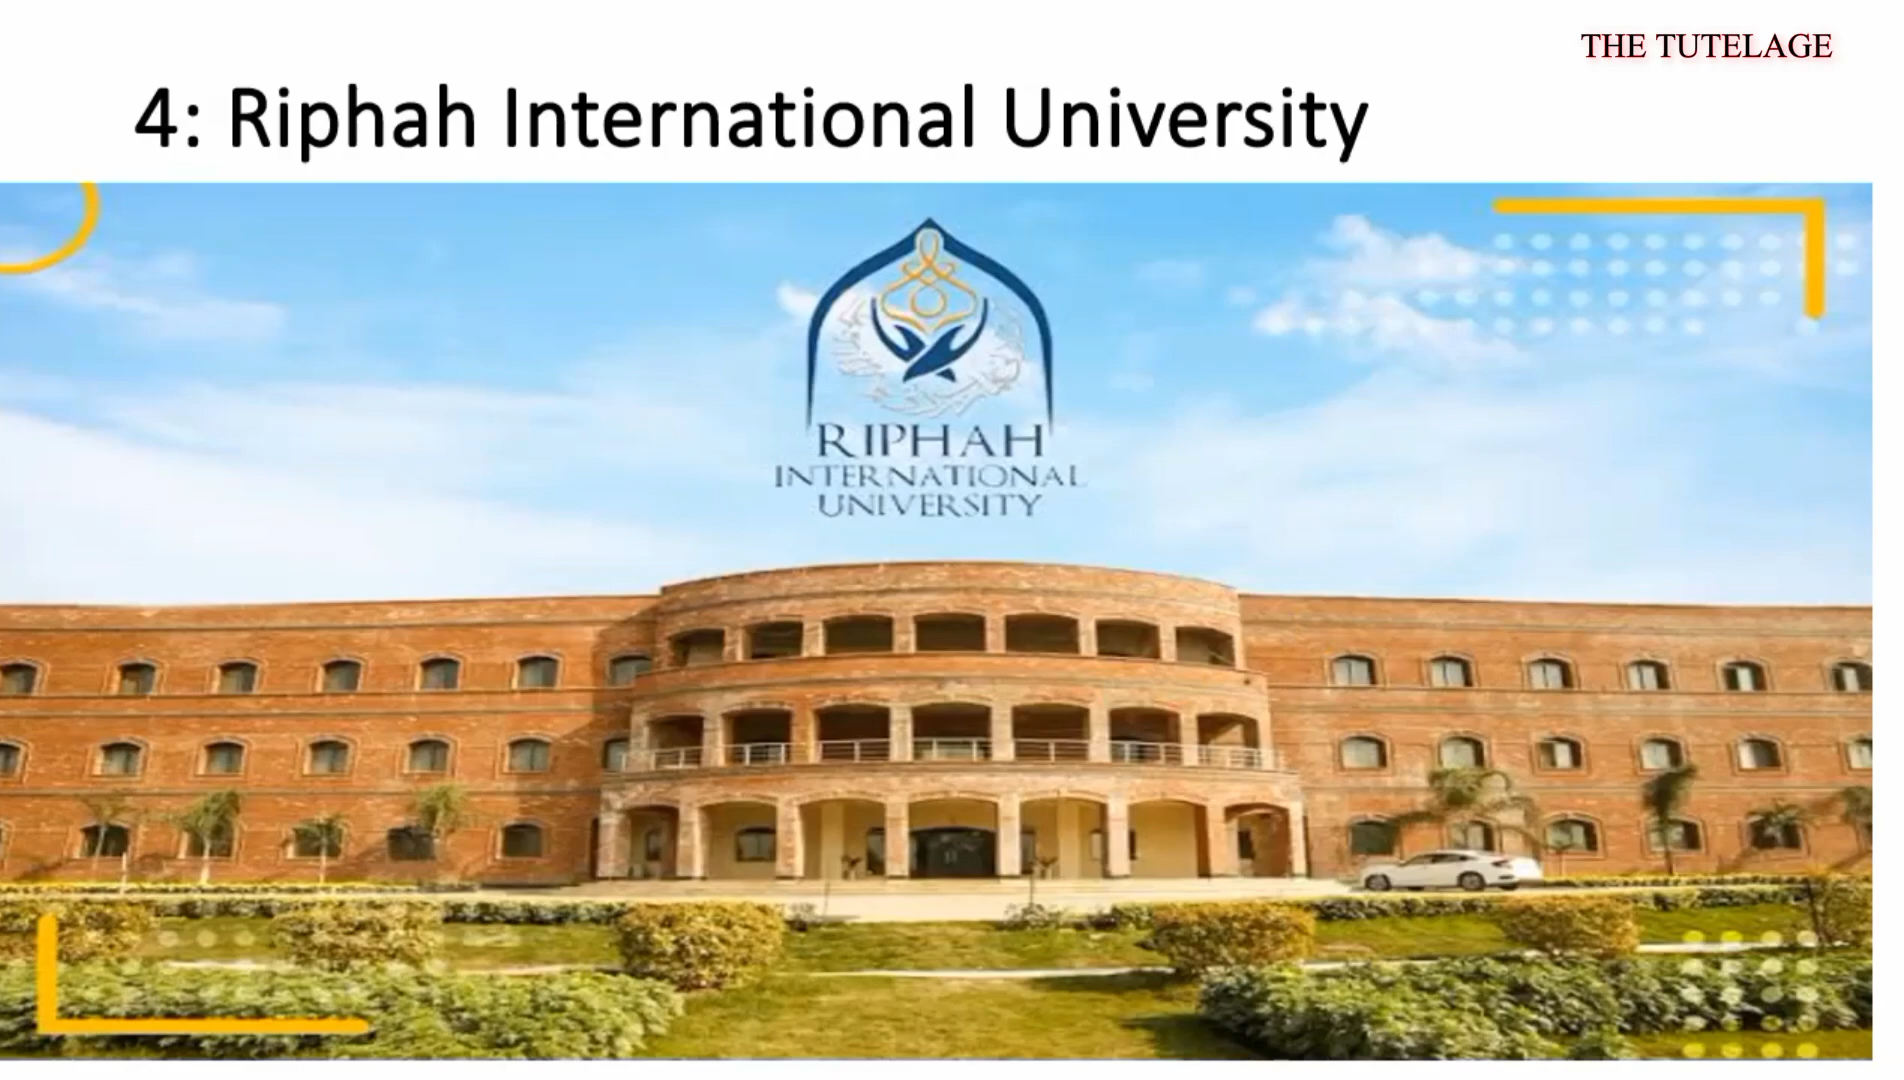 THE TUTELAGE
4: Riphah International University
RIPHAH
INTERNATIONAL
UNIVERSITY